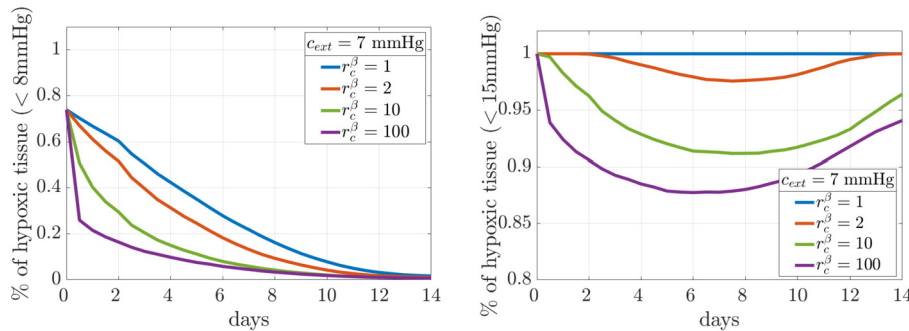 % of hypoxic tissue (< 8mmHg)
1
0.8
0.6
0.4
0.2
0
0 2 4 6 8 10 12 14
days
c_ext = 7 mmHg
r_c^β = 1
r_c^β = 2
r_c^β = 10
r_c^β = 100
% of hypoxic tissue (< 15mmHg)
1
0.95
0.9
0.85
0.8
0 2 4 6 8 10 12 14
days
c_ext = 7 mmHg
r_c^β = 1
r_c^β = 2
r_c^β = 10
r_c^β = 100